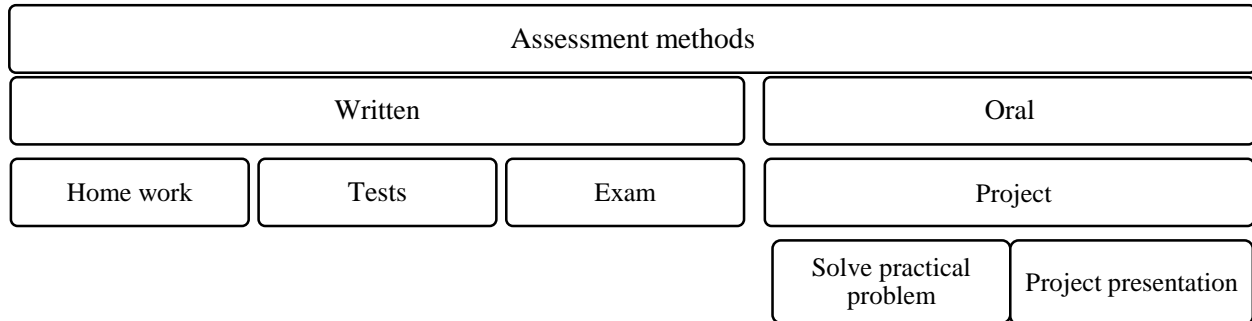 Assessment methods
Written
Oral
Home work
Tests
Exam
Project
Solve practical
problem
Project presentation